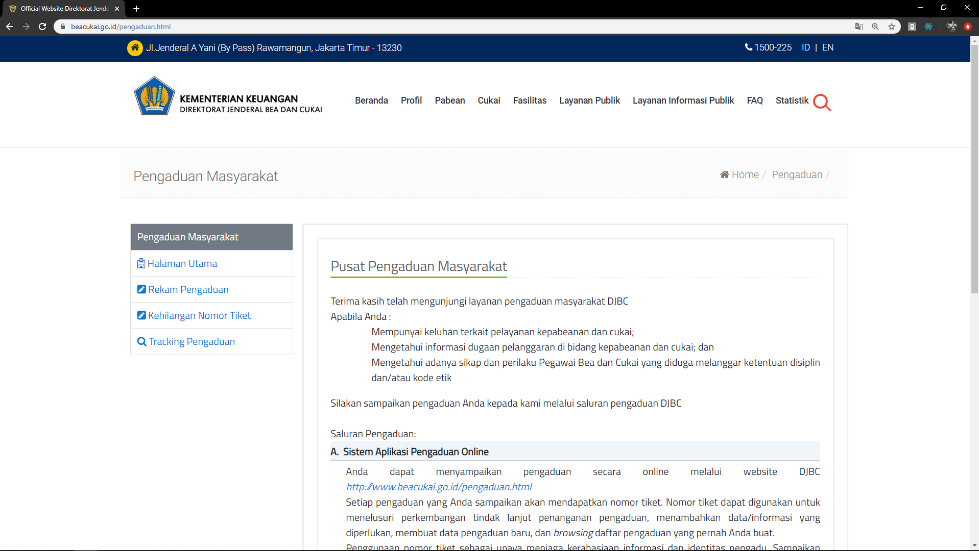 Official Website Direktorat Jende
beacukai.go.id/pengaduan.html
Jl.Jenderal A Yani (By Pass) Rawamangun, Jakarta Timur - 13230
1500-225 ID | EN
KEMENTERIAN KEUANGAN
DIREKTORAT JENDERAL BEA DAN CUKAI
Beranda Profil Pabean Cukai Fasilitas Layanan Publik Layanan Informasi Publik FAQ Statistik
Pengaduan Masyarakat
Home / Pengaduan /
Pengaduan Masyarakat
Halaman Utama
Rekam Pengaduan
Kehilangan Nomor Tiket
Tracking Pengaduan
Pusat Pengaduan Masyarakat
Terima kasih telah mengunjungi layanan pengaduan masyarakat DJBC
Apabila Anda :
Mempunyai keluhan terkait pelayanan kepabeanan dan cukai;
Mengetahui informasi dugaan pelanggaran di bidang kepabeanan dan cukai; dan
Mengetahui adanya sikap dan perilaku Pegawai Bea dan Cukai yang diduga melanggar ketentuan disiplin
dan/atau kode etik
Silakan sampaikan pengaduan Anda kepada kami melalui saluran pengaduan DJBC
Saluran Pengaduan:
A. Sistem Aplikasi Pengaduan Online
Anda dapat menyampaikan pengaduan secara online melalui website DJBC
http://www.beacukai.go.id/pengaduan.html
Setiap pengaduan yang Anda sampaikan akan mendapatkan nomor tiket. Nomor tiket dapat digunakan untuk
menelusuri perkembangan tindak lanjut penanganan pengaduan, menambahkan data/informasi yang
diperlukan, membuat data pengaduan baru, dan browsing daftar pengaduan yang pernah Anda buat.
Penggunaan nomor tiket sebagai upaya menjaga kerahasiaan informasi dan identitas pengadu. Sampaikan